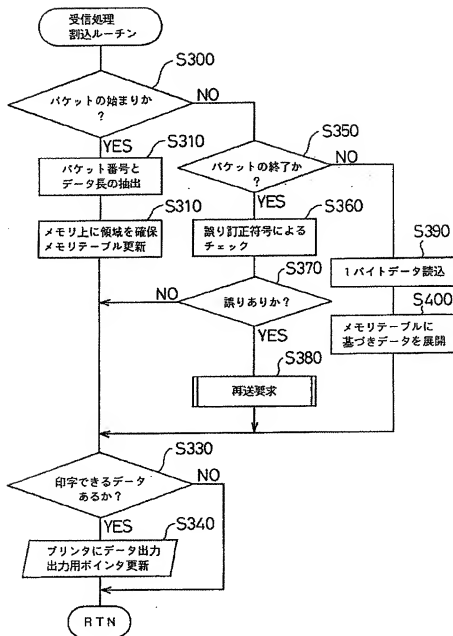 受信処理
割込ルーチン
S300
パケットの始まりか
?
NO
YES
S310
パケット番号と
データ長の抽出
S310
メモリ上に領域を確保
メモリテーブル更新
S350
パケットの終了か
?
NO
YES
S360
誤り訂正符号による
チェック
S370
誤りありか?
NO
YES
S380
再送要求
S390
1バイトデータ読込
S400
メモリテーブルに
基づきデータを展開
S330
印字できるデータ
あるか?
NO
YES
S340
プリンタにデータ出力
出力用ポインタ更新
RTN